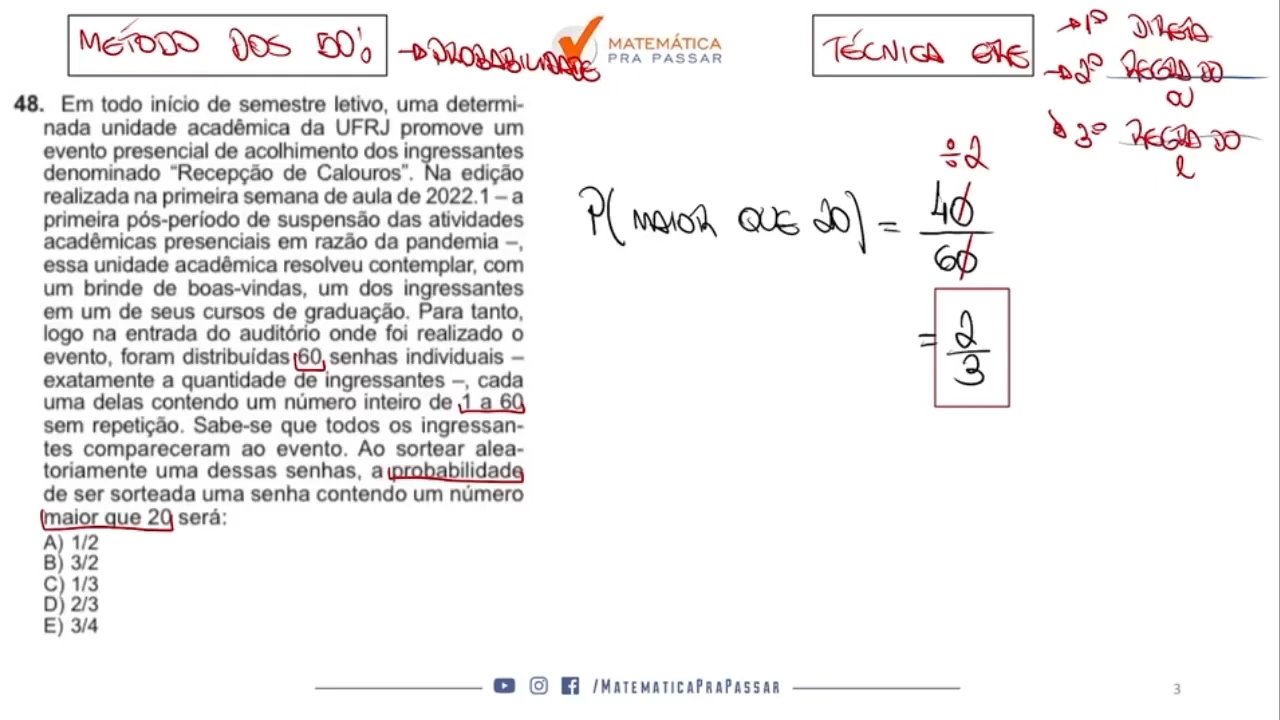 MÉTODO DOS 50%
→ PROBABILIDADE
MATEMÁTICA
PRA PASSAR
TÉCNICA
→ 1º DIRETA
→ 2º REGRA DO
OU
3º REGRA DO
E
48. Em todo início de semestre letivo, uma determi-
nada unidade acadêmica da UFRJ promove um
evento presencial de acolhimento dos ingressantes
denominado “Recepção de Calouros”. Na edição
realizada na primeira semana de aula de 2022.1 – a
primeira pós-período de suspensão das atividades
acadêmicas presenciais em razão da pandemia –,
essa unidade acadêmica resolveu contemplar, com
um brinde de boas-vindas, um dos ingressantes
em um de seus cursos de graduação. Para tanto,
logo na entrada do auditório onde foi realizado o
evento, foram distribuídas 60 senhas individuais –
exatamente a quantidade de ingressantes –, cada
uma delas contendo um número inteiro de 1 a 60
sem repetição. Sabe-se que todos os ingressan-
tes compareceram ao evento. Ao sortear alea-
toriamente uma dessas senhas, a probabilidade
de ser sorteada uma senha contendo um número
maior que 20 será:
A) 1/2
B) 3/2
C) 1/3
D) 2/3
E) 3/4
÷2
P(MAIOR QUE 20) = 40
60
= 2
3
/MATEMATICAPRAPASSAR
3